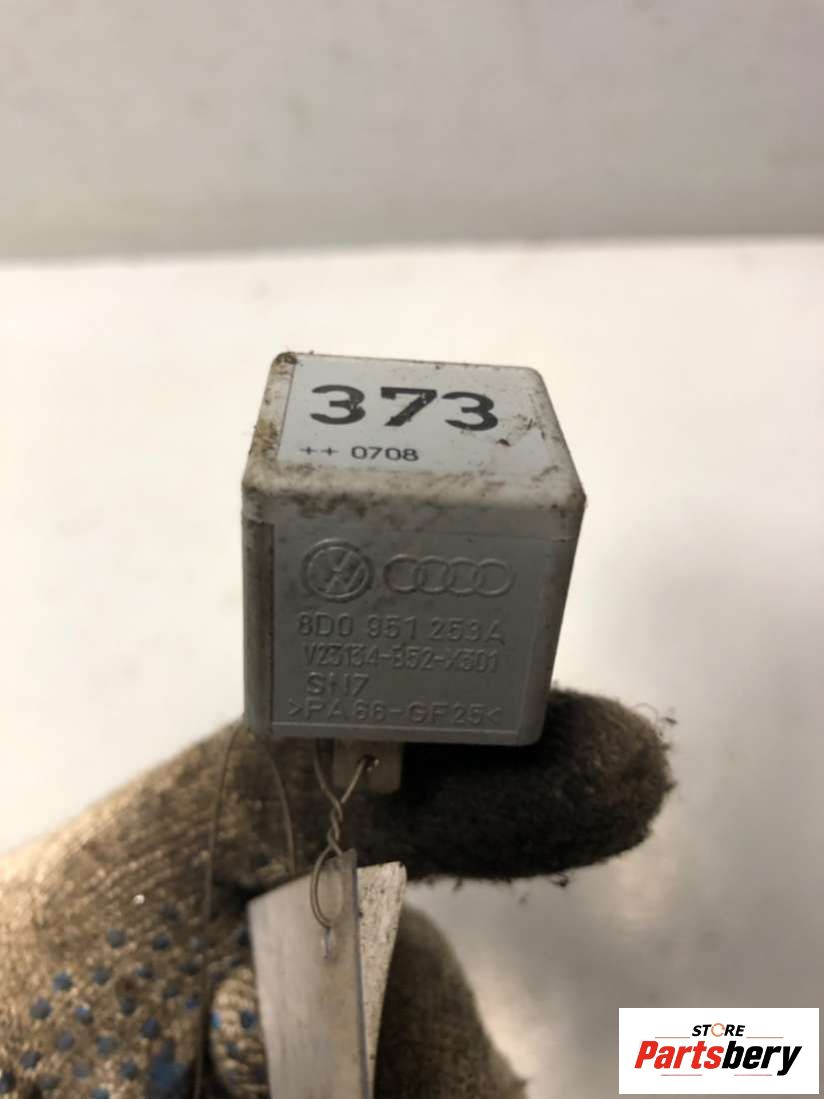 373
++ 0708
8D0 951 253A
V23134-B52-X301
SN7
>PA66-GF25<
STORE
Partsbery